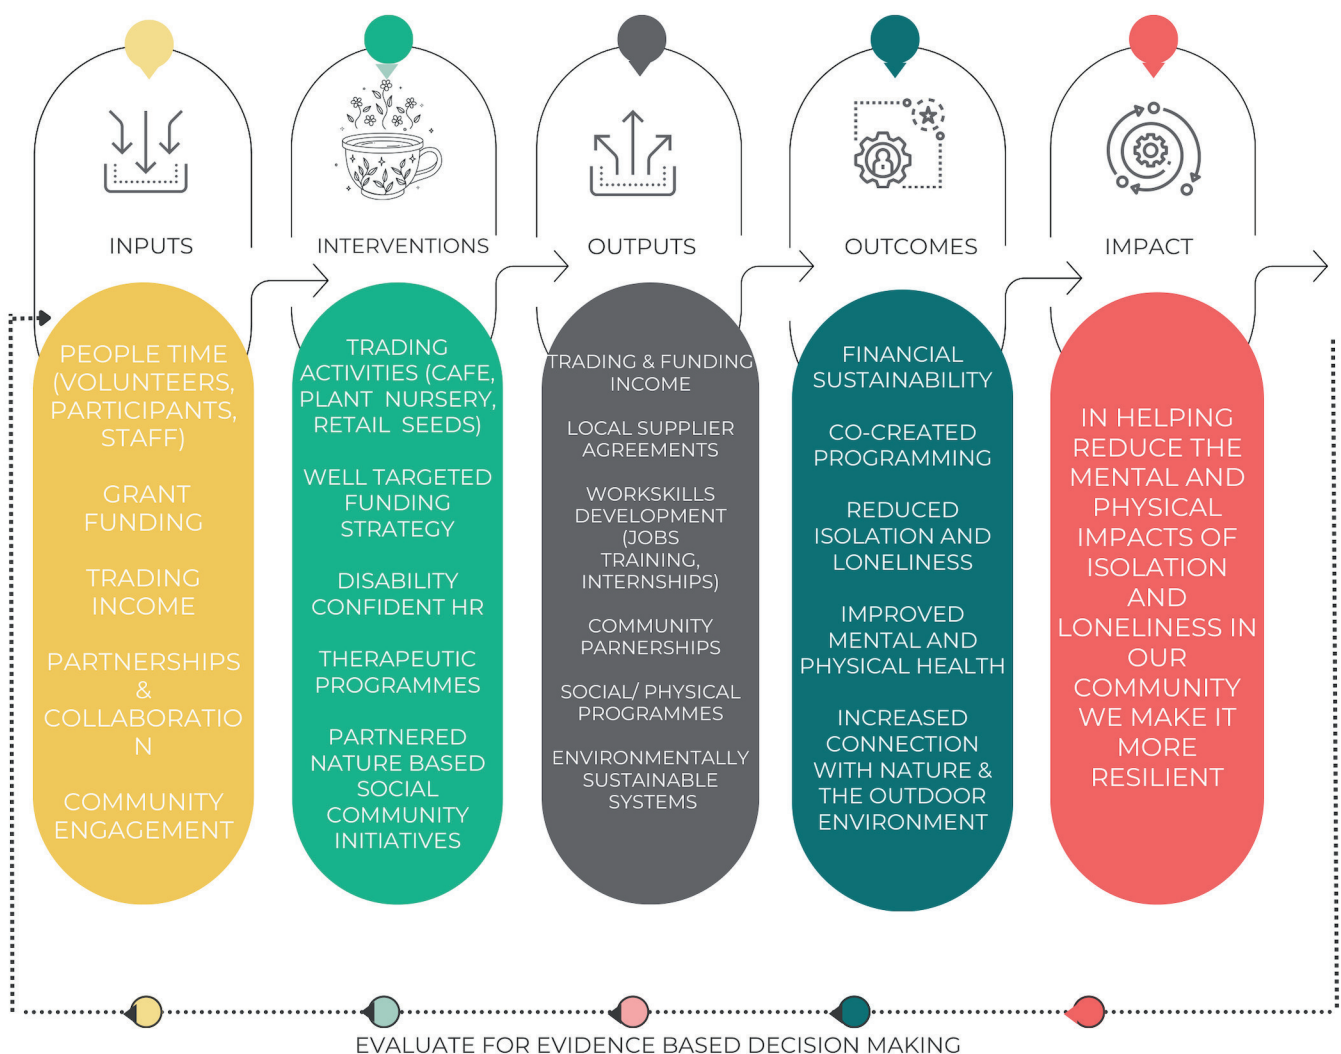 INPUTS
PEOPLE TIME
(VOLUNTEERS,
PARTICIPANTS,
STAFF)
GRANT
FUNDING
TRADING
INCOME
PARTNERSHIPS
&
COLLABORATIO
N
COMMUNITY
ENGAGEMENT
INTERVENTIONS
TRADING
ACTIVITIES (CAFE,
PLANT NURSERY,
RETAIL SEEDS)
WELL TARGETED
FUNDING
STRATEGY
DISABILITY
CONFIDENT HR
THERAPEUTIC
PROGRAMMES
PARTNERED
NATURE BASED
SOCIAL
COMMUNITY
INITIATIVES
OUTPUTS
TRADING & FUNDING
INCOME
LOCAL SUPPLIER
AGREEMENTS
WORKSKILLS
DEVELOPMENT
(JOBS
TRAINING,
INTERNSHIPS)
COMMUNITY
PARNERSHIPS
SOCIAL/ PHYSICAL
PROGRAMMES
ENVIRONMENTALLY
SUSTAINABLE
SYSTEMS
OUTCOMES
FINANCIAL
SUSTAINABILITY
CO-CREATED
PROGRAMMING
REDUCED
ISOLATION AND
LONELINESS
IMPROVED
MENTAL AND
PHYSICAL HEALTH
INCREASED
CONNECTION
WITH NATURE &
THE OUTDOOR
ENVIRONMENT
IMPACT
IN HELPING
REDUCE THE
MENTAL AND
PHYSICAL
IMPACTS OF
ISOLATION
AND
LONELINESS IN
OUR
COMMUNITY
WE MAKE IT
MORE
RESILIENT
EVALUATE FOR EVIDENCE BASED DECISION MAKING